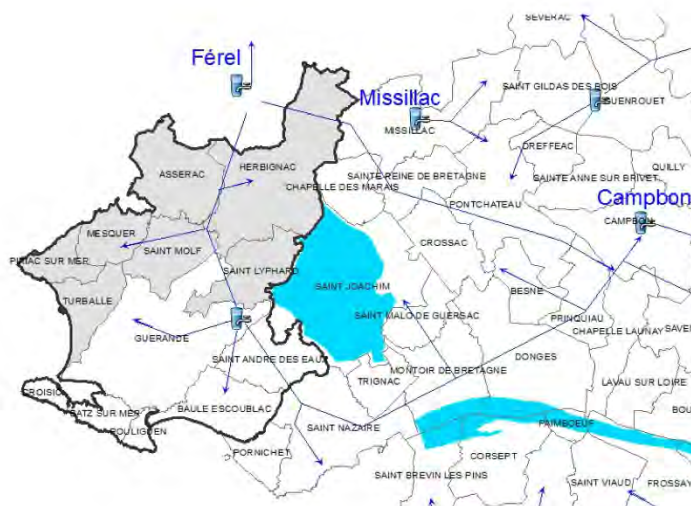 SEVERAC
Férel
SAINT GILDAS DES BOIS
Missillac
GUENROUET
MISSILLAC
DREFFEAC
HERBIGNAC
ASSERAC
SAINTE REINE DE BRETAGNE
SAINTE ANNE SUR BRIVET
QUILLY
CHAPELLE DES MARAIS
Campbon
PONTCHATEAU
CAMPBON
MESQUER
CROSSAC
PIRIAC SUR MER
SAINT MOLF
SAINT LYPHARD
SAINT JOACHIM
BESNE
TURBALLE
SAINT MALO DE GUERSAC
PRINQUIAU
CHAPELLE LAUNAY
SAVE
GUERANDE
SAINT ANDRE DES EAUX
DONGES
MONTOIR DE BRETAGNE
TRIGNAC
LAVAU SUR LOIRE
CROISIC
BATZ SUR MER
BAULE ESCOUBLAC
BOU
POULIGUEN
SAINT NAZAIRE
PAIMBOEUF
PORNICHET
CORSEPT
SAINT BREVIN LES PINS
SAINT VIAUD
FROSSAY